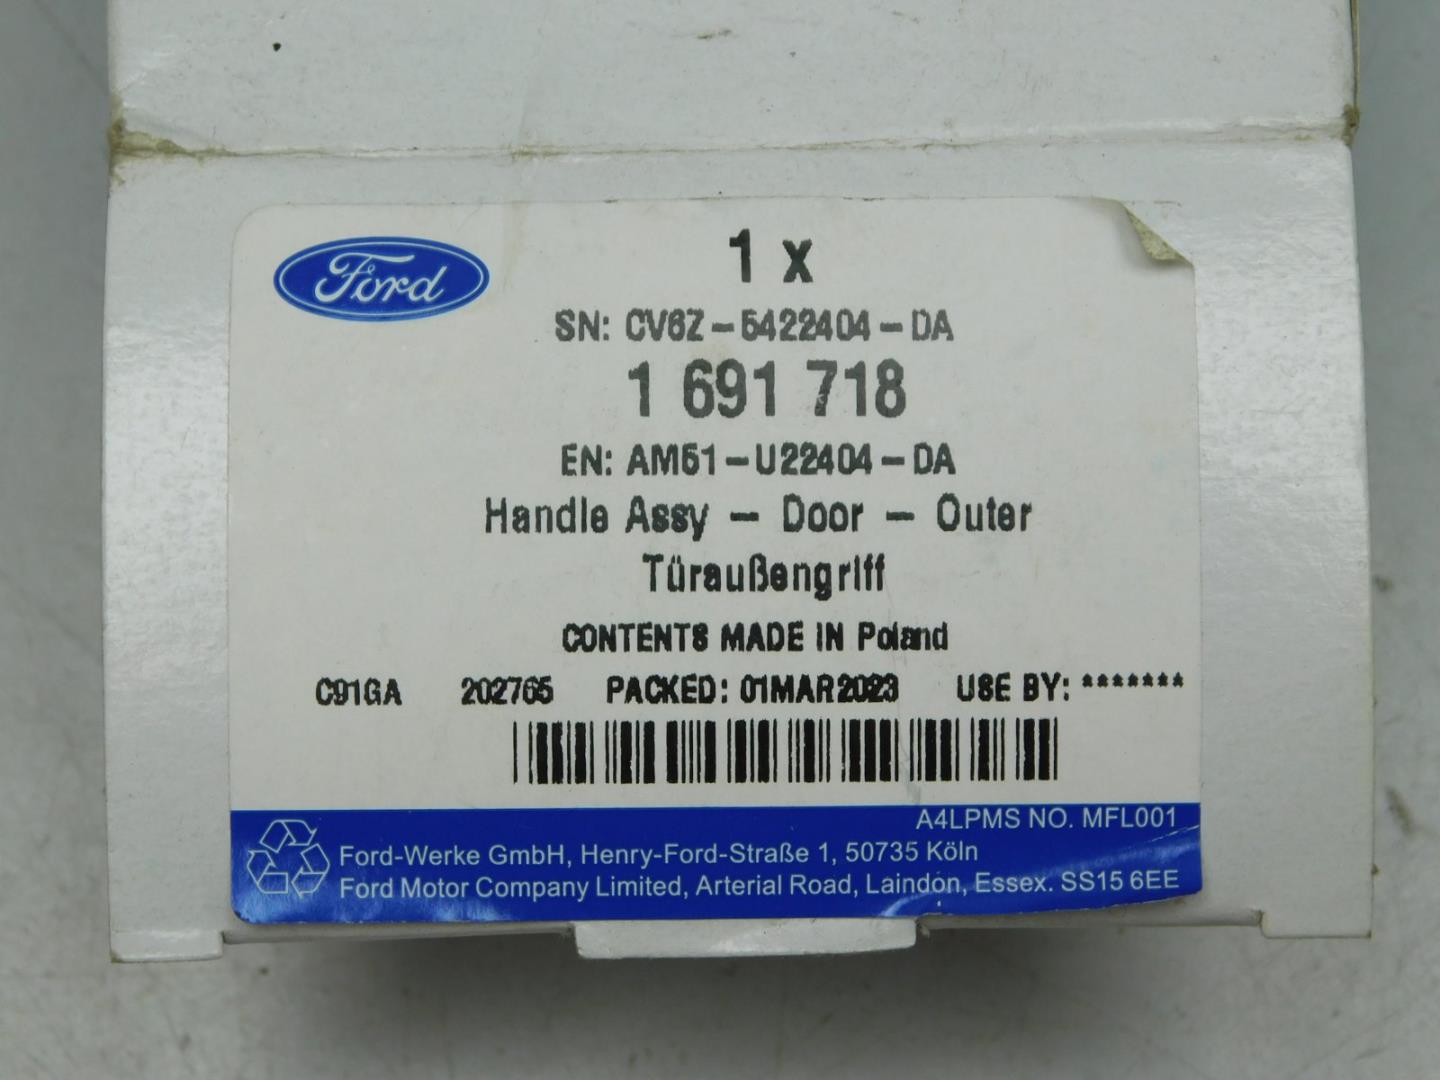 Ford
1 x
SN: CV6Z-5422404-DA
1 691 718
EN: AM51-U22404-DA
Handle Assy - Door - Outer
Türaußengriff
CONTENTS MADE IN Poland
C91GA 202765 PACKED: 01MAR2023 USE BY: *******
A4LPMS NO. MFL001
Ford-Werke GmbH, Henry-Ford-Straße 1, 50735 Köln
Ford Motor Company Limited, Arterial Road, Laindon, Essex. SS15 6EE